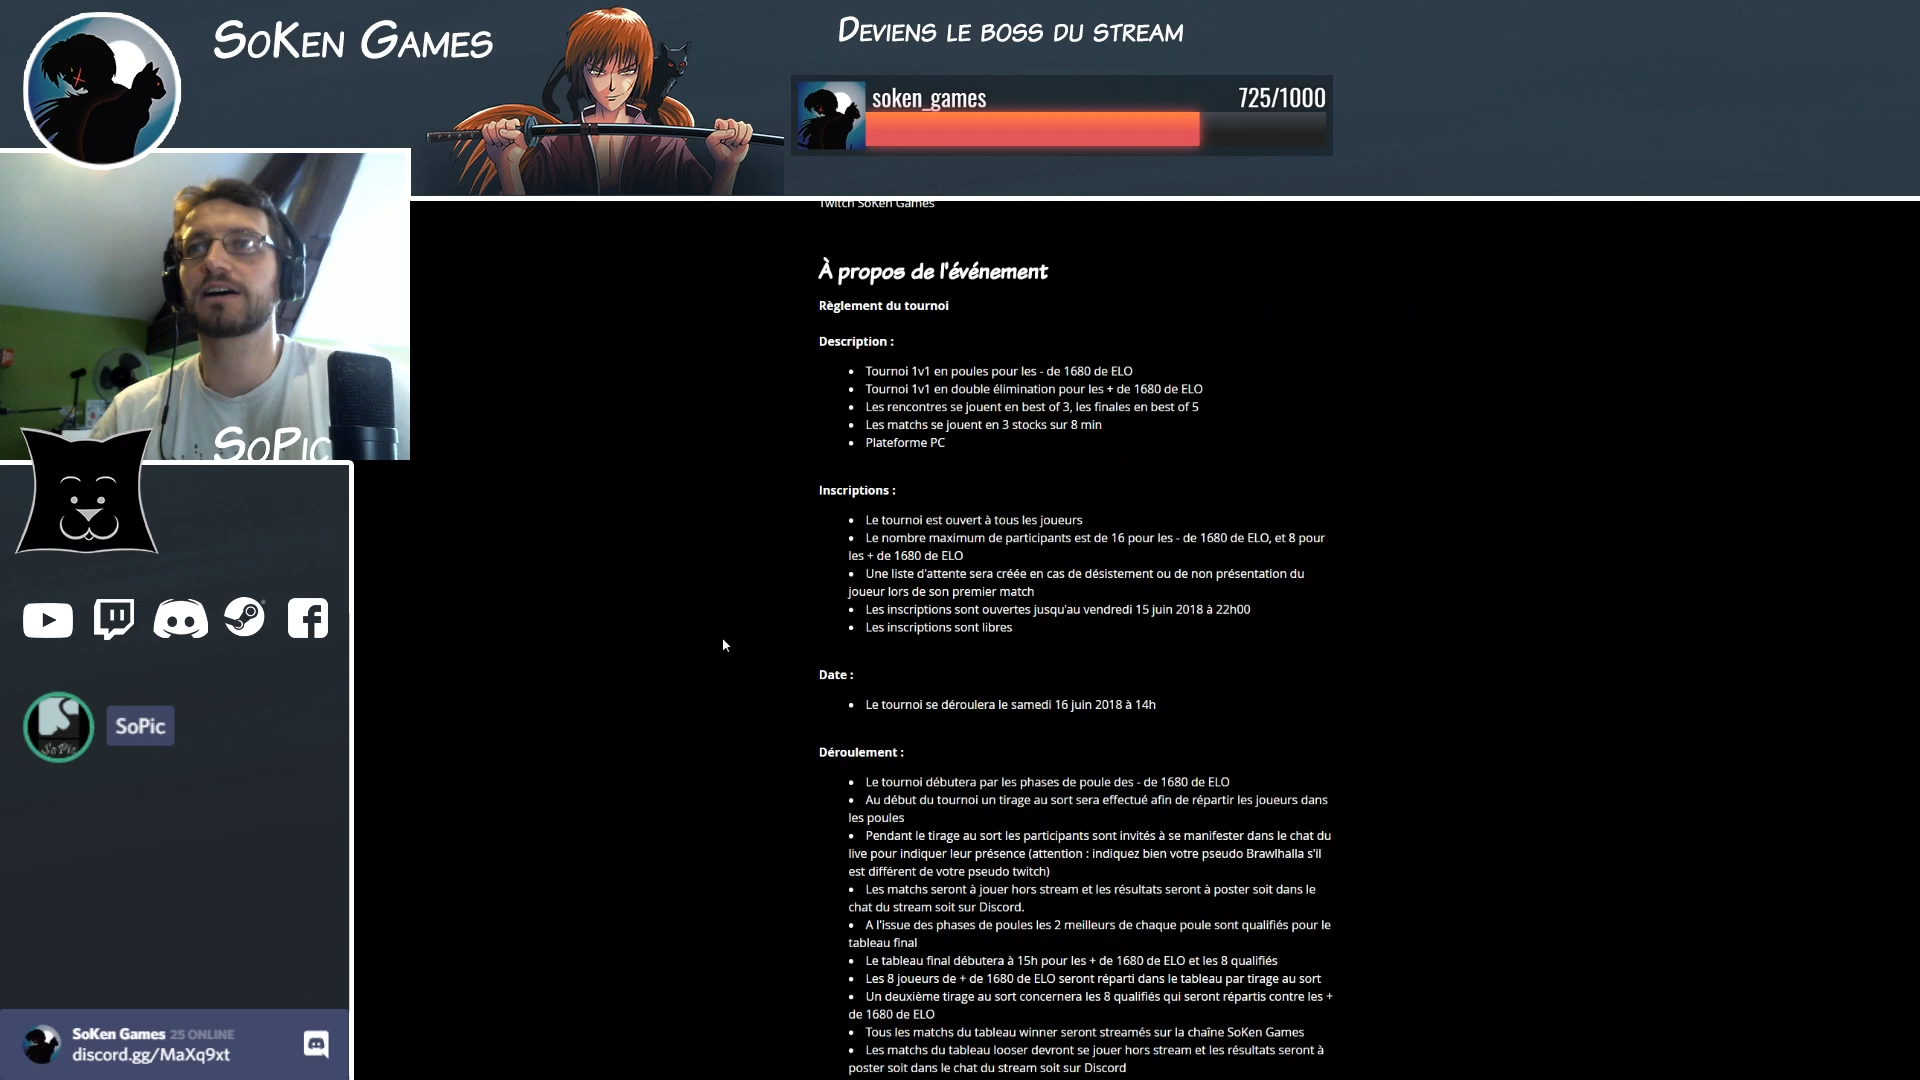 SoKen Games
Deviens le boss du stream
soken_games 725/1000
Twitch SoKen Games
À propos de l'événement
Règlement du tournoi
Description :
• Tournoi 1v1 en poules pour les - de 1680 de ELO
• Tournoi 1v1 en double élimination pour les + de 1680 de ELO
• Les rencontres se jouent en best of 3, les finales en best of 5
• Les matchs se jouent en 3 stocks sur 8 min
• Plateforme PC
Inscriptions :
• Le tournoi est ouvert à tous les joueurs
• Le nombre maximum de participants est de 16 pour les - de 1680 de ELO, et 8 pour
les + de 1680 de ELO
• Une liste d'attente sera créée en cas de désistement ou de non présentation du
joueur lors de son premier match
• Les inscriptions sont ouvertes jusqu'au vendredi 15 juin 2018 à 22h00
• Les inscriptions sont libres
Date :
• Le tournoi se déroulera le samedi 16 juin 2018 à 14h
Déroulement :
• Le tournoi débutera par les phases de poule des - de 1680 de ELO
• Au début du tournoi un tirage au sort sera effectué afin de répartir les joueurs dans
les poules
• Pendant le tirage au sort les participants sont invités à se manifester dans le chat du
live pour indiquer leur présence (attention : indiquez bien votre pseudo Brawlhalla s'il
est différent de votre pseudo twitch)
• Les matchs seront à jouer hors stream et les résultats seront à poster soit dans le
chat du stream soit sur Discord.
• A l'issue des phases de poules les 2 meilleurs de chaque poule sont qualifiés pour le
tableau final
• Le tableau final débutera à 15h pour les + de 1680 de ELO et les 8 qualifiés
• Les 8 joueurs de + de 1680 de ELO seront réparti dans le tableau par tirage au sort
• Un deuxième tirage au sort concernera les 8 qualifiés qui seront répartis contre les +
de 1680 de ELO
• Tous les matchs du tableau winner seront streamés sur la chaîne SoKen Games
• Les matchs du tableau looser devront se jouer hors stream et les résultats seront à
poster soit dans le chat du stream soit sur Discord
SoPic
SoPic
SoPic
SoKen Games 25 ONLINE
discord.gg/MaXq9xt